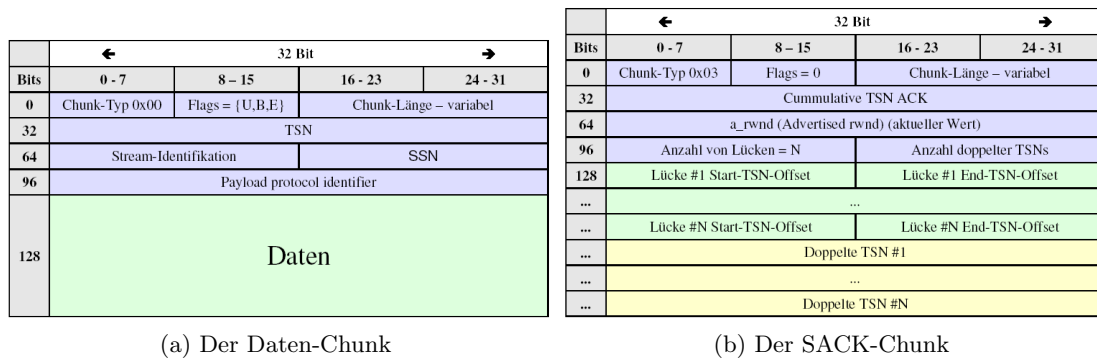 ← 32 Bit →
Bits 0 - 7 8 – 15 16 - 23 24 - 31
0 Chunk-Typ 0x00 Flags = {U,B,E} Chunk-Länge – variabel
32 TSN
64 Stream-Identifikation SSN
96 Payload protocol identifier
128 Daten
(a) Der Daten-Chunk
← 32 Bit →
Bits 0 - 7 8 – 15 16 - 23 24 - 31
0 Chunk-Typ 0x03 Flags = 0 Chunk-Länge – variabel
32 Cummulative TSN ACK
64 a_rwnd (Advertised rwnd) (aktueller Wert)
96 Anzahl von Lücken = N Anzahl doppelter TSNs
128 Lücke #1 Start-TSN-Offset Lücke #1 End-TSN-Offset
... ...
... Lücke #N Start-TSN-Offset Lücke #N End-TSN-Offset
... Doppelte TSN #1
... ...
... Doppelte TSN #N
(b) Der SACK-Chunk